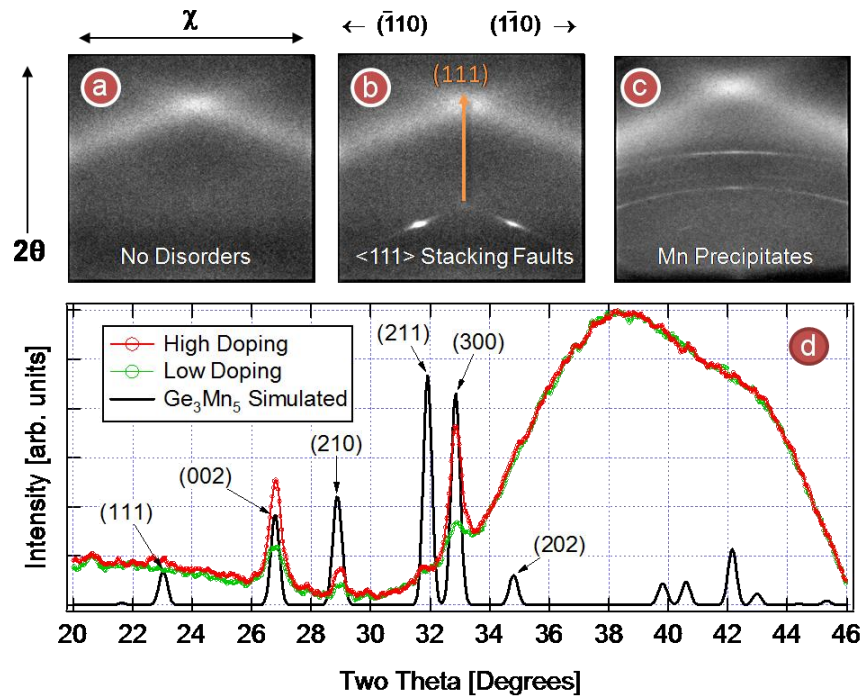 χ
← (1̅10) (11̅0) →
a
b
c
(111)
2θ
No Disorders
<111> Stacking Faults
Mn Precipitates
d
High Doping
Low Doping
Ge₃Mn₅ Simulated
(111)
(002)
(210)
(211)
(300)
(202)
Intensity [arb. units]
20 22 24 26 28 30 32 34 36 38 40 42 44 46
Two Theta [Degrees]